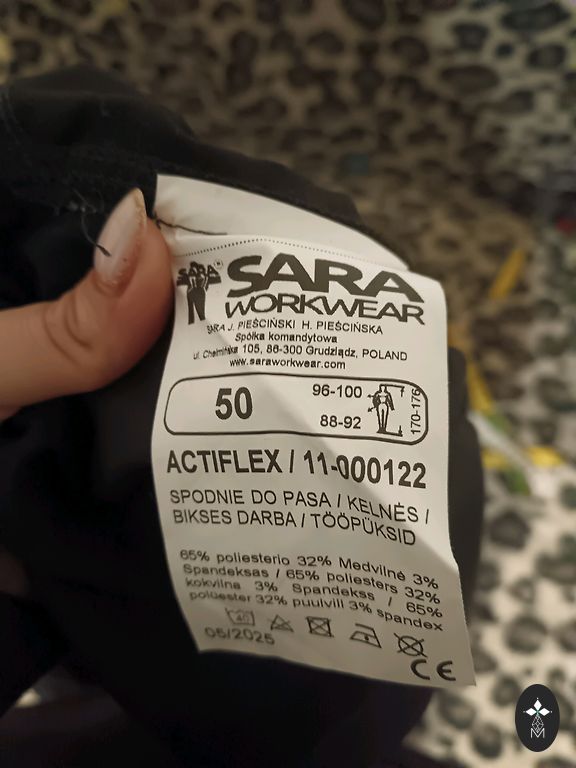 SARA
SARA ®
WORKWEAR
SARA J. PIEŚCIŃSKI H. PIEŚCIŃSKA
Spółka komandytowa
ul. Chełmińska 105, 86-300 Grudziądz, POLAND
www.saraworkwear.com
50
96-100
88-92
170-176
ACTIFLEX / 11-000122
SPODNIE DO PASA / KELNĖS /
BIKSES DARBA / TÖÖPÜKSID
65% poliesterio 32% Medvilnė 3%
Spandeksas / 65% poliesters 32%
kokvilna 3% Spandekss / 65%
polüester 32% puuvill 3% spandex
40
05/2025
CE
M